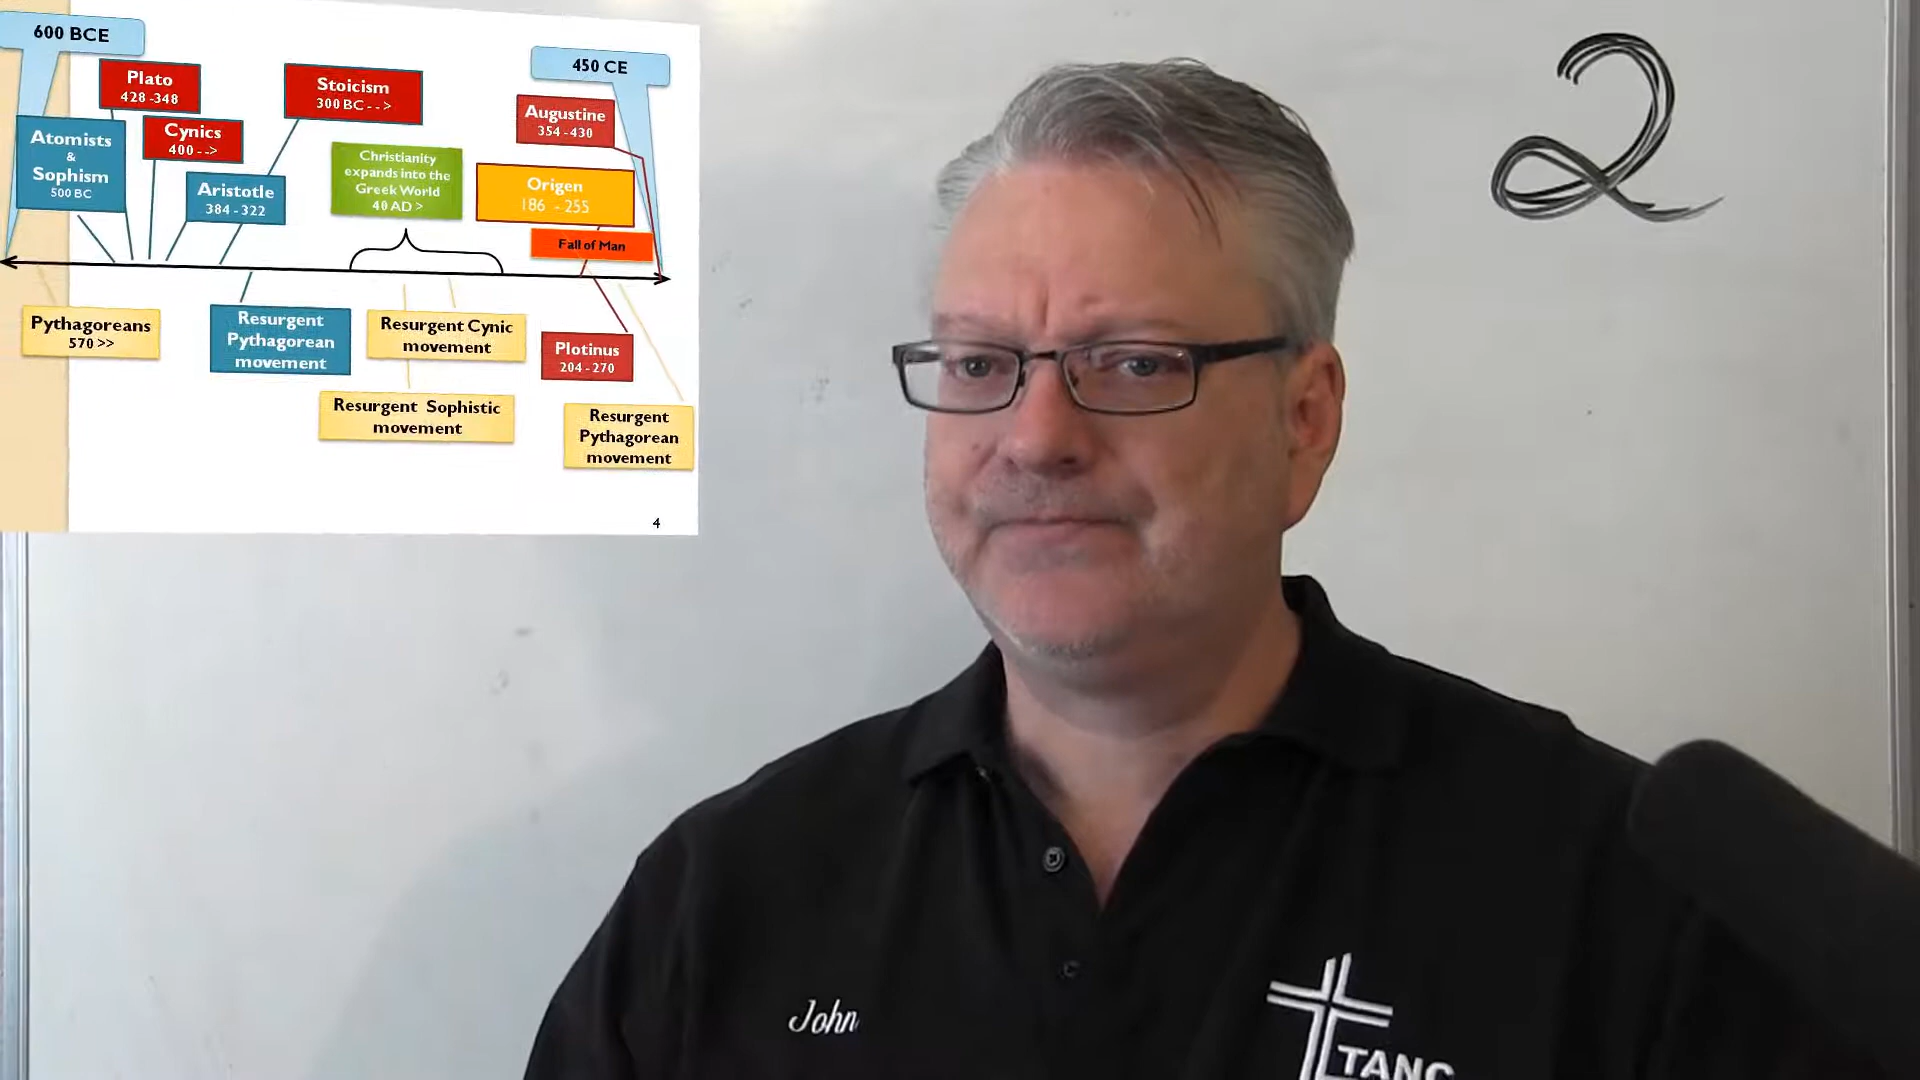 600 BCE
450 CE
Plato
428 -348
Stoicism
300 BC - - >
Augustine
354 - 430
Cynics
400 - ->
Atomists
&
Sophism
500 BC
Aristotle
384 - 322
Christianity
expands into the
Greek World
40 AD >
Origen
186 - 255
Fall of Man
Pythagoreans
570 >>
Resurgent
Pythagorean
movement
Resurgent Cynic
movement
Plotinus
204 - 270
Resurgent Sophistic
movement
Resurgent
Pythagorean
movement
4
2
John
TANC